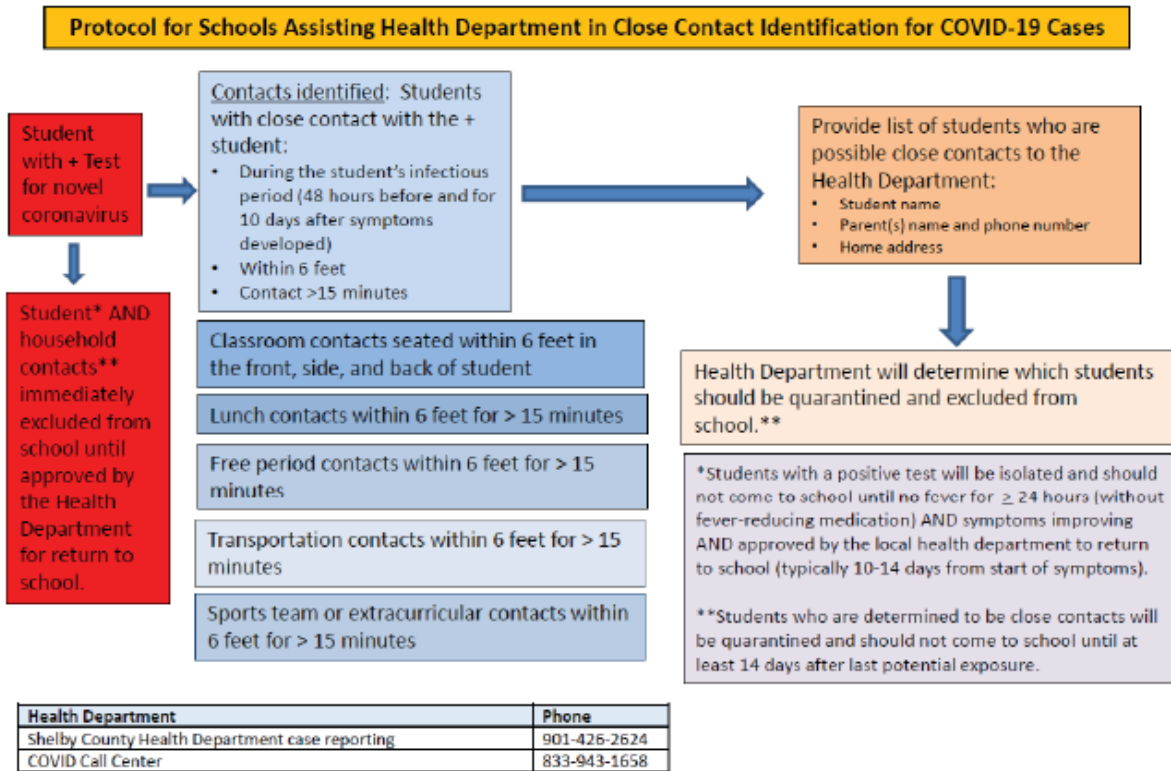 Protocol for Schools Assisting Health Department in Close Contact Identification for COVID-19 Cases
Student
with + Test
for novel
coronavirus
Student* AND
household
contacts**
immediately
excluded from
school until
approved by
the Health
Department
for return to
school.
Contacts identified: Students
with close contact with the +
student:
• During the student's infectious
period (48 hours before and for
10 days after symptoms
developed)
• Within 6 feet
• Contact >15 minutes
Classroom contacts seated within 6 feet in
the front, side, and back of student
Lunch contacts within 6 feet for > 15 minutes
Free period contacts within 6 feet for > 15
minutes
Transportation contacts within 6 feet for > 15
minutes
Sports team or extracurricular contacts within
6 feet for > 15 minutes
Provide list of students who are
possible close contacts to the
Health Department:
• Student name
• Parent(s) name and phone number
• Home address
Health Department will determine which students
should be quarantined and excluded from
school.**
*Students with a positive test will be isolated and should
not come to school until no fever for ≥ 24 hours (without
fever-reducing medication) AND symptoms improving
AND approved by the local health department to return
to school (typically 10-14 days from start of symptoms).
**Students who are determined to be close contacts will
be quarantined and should not come to school until at
least 14 days after last potential exposure.
Health Department Phone
Shelby County Health Department case reporting 901-426-2624
COVID Call Center 833-943-1658